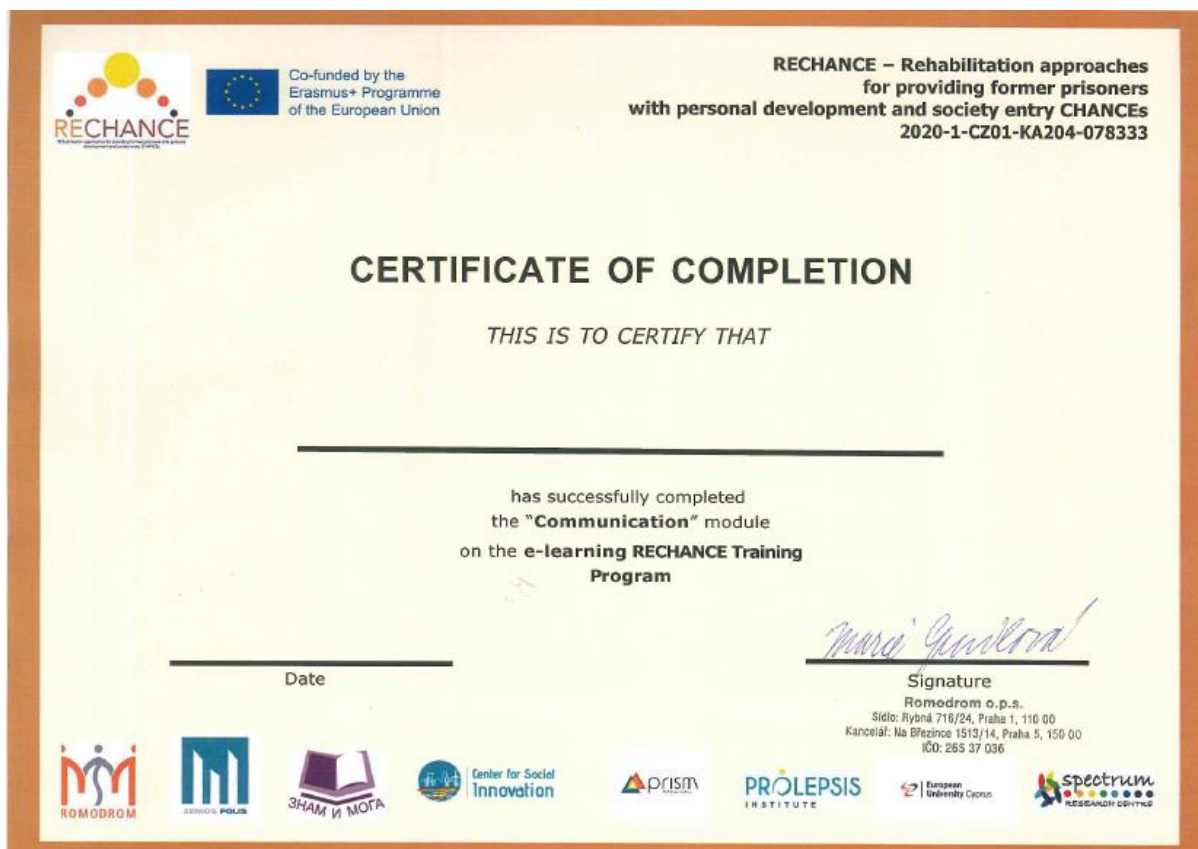 RECHANCE
Co-funded by the
Erasmus+ Programme
of the European Union
RECHANCE – Rehabilitation approaches
for providing former prisoners
with personal development and society entry CHANCEs
2020-1-CZ01-KA204-078333
CERTIFICATE OF COMPLETION
THIS IS TO CERTIFY THAT
has successfully completed
the “Communication” module
on the e-learning RECHANCE Training
Program
Marie
Date
Signature
Romodrom o.p.s.
Sídlo: Rybná 716/24, Praha 1, 110 00
Kancelář: Na Březince 1513/14, Praha 5, 150 00
IČO: 265 37 036
ROMODROM
XENIOS POLIS
ЗНАМ И МОГА
Center for Social
Innovation
prism
PROLEPSIS
INSTITUTE
European
University Cyprus
spectrum
RESEARCH CENTRE